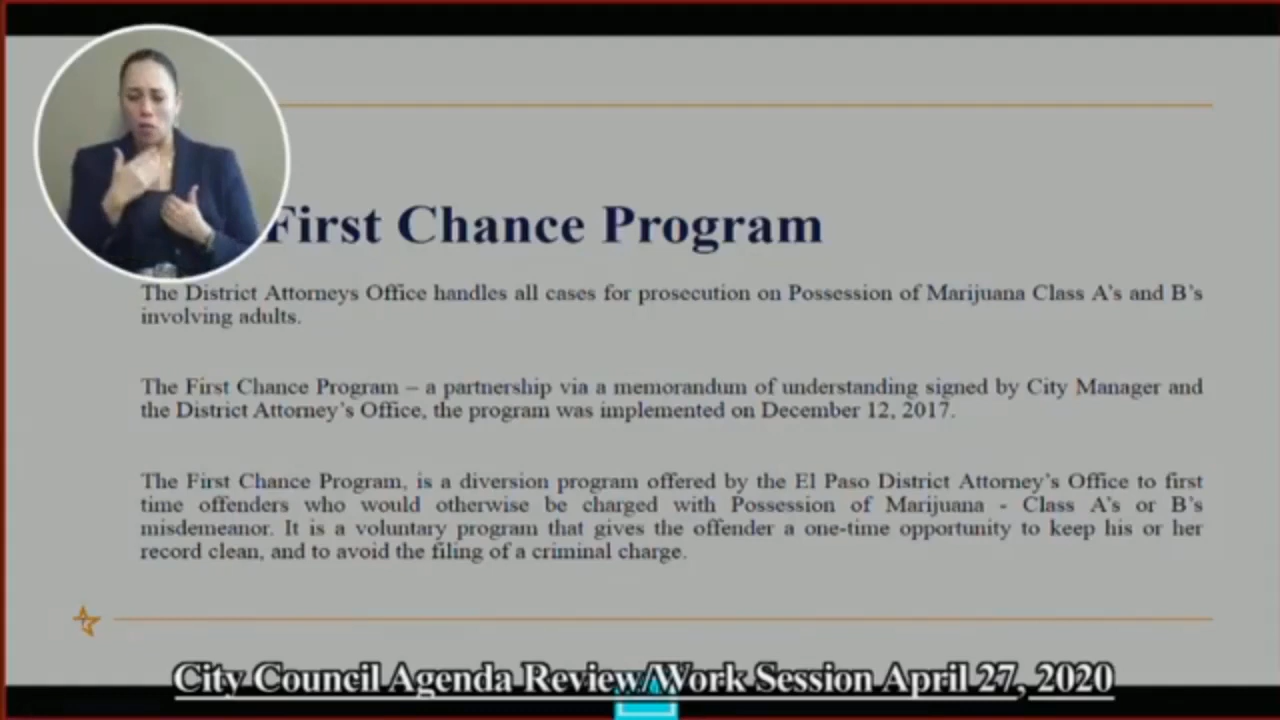 First Chance Program
The District Attorneys Office handles all cases for prosecution on Possession of Marijuana Class A's and B's
involving adults.
The First Chance Program – a partnership via a memorandum of understanding signed by City Manager and
the District Attorney's Office, the program was implemented on December 12, 2017.
The First Chance Program, is a diversion program offered by the El Paso District Attorney's Office to first
time offenders who would otherwise be charged with Possession of Marijuana - Class A's or B's
misdemeanor. It is a voluntary program that gives the offender a one-time opportunity to keep his or her
record clean, and to avoid the filing of a criminal charge.
City Council Agenda Review/Work Session April 27, 2020